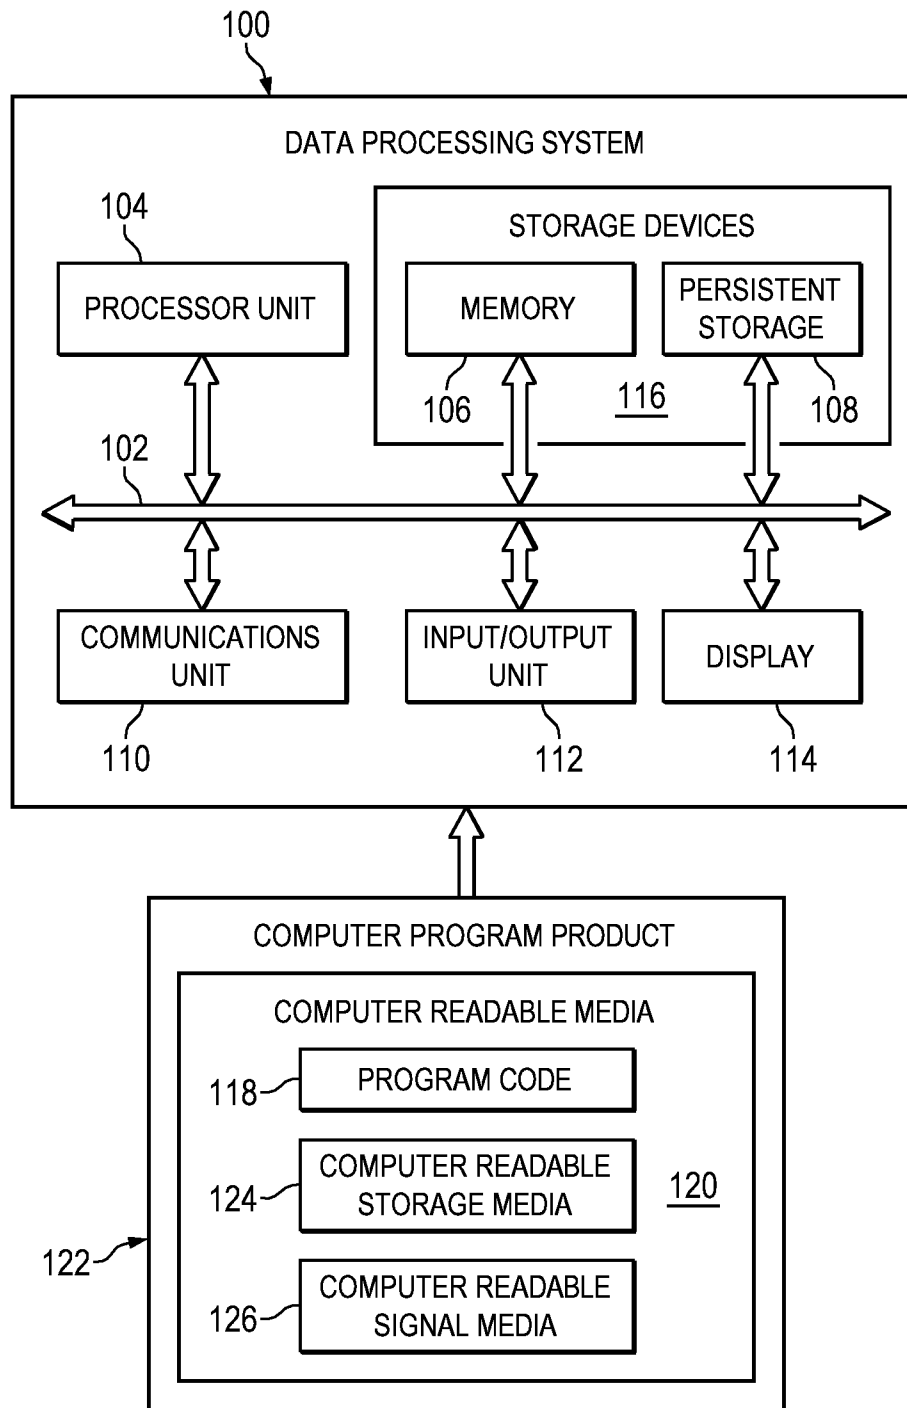 100
DATA PROCESSING SYSTEM
104
STORAGE DEVICES
PROCESSOR UNIT
MEMORY
PERSISTENT
STORAGE
106
116
108
102
COMMUNICATIONS
UNIT
INPUT/OUTPUT
UNIT
DISPLAY
110
112
114
COMPUTER PROGRAM PRODUCT
COMPUTER READABLE MEDIA
118
PROGRAM CODE
124
COMPUTER READABLE
STORAGE MEDIA
120
122
126
COMPUTER READABLE
SIGNAL MEDIA